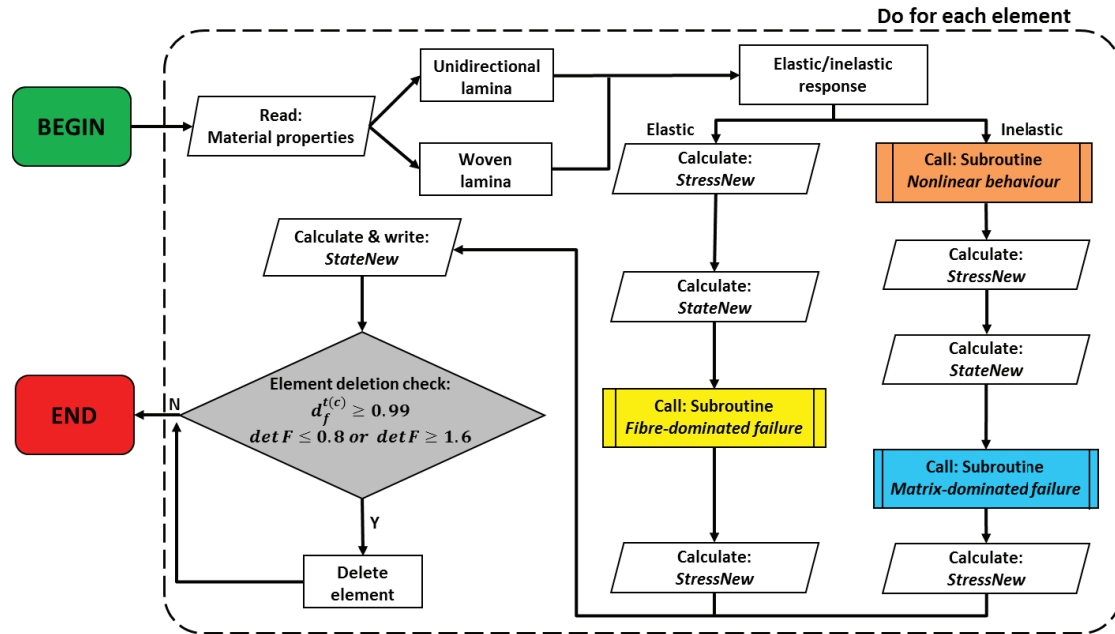 Do for each element
BEGIN
Read:
Material properties
Unidirectional
lamina
Woven
lamina
Elastic/inelastic
response
Elastic
Inelastic
Calculate:
StressNew
Calculate:
StateNew
Call: Subroutine
Fibre-dominated failure
Calculate:
StressNew
Call: Subroutine
Nonlinear behaviour
Calculate:
StressNew
Calculate:
StateNew
Call: Subroutine
Matrix-dominated failure
Calculate:
StressNew
Calculate & write:
StateNew
Element deletion check:
d_f^{t(c)} ≥ 0.99
det F ≤ 0.8 or det F ≥ 1.6
N
Y
Delete
element
END